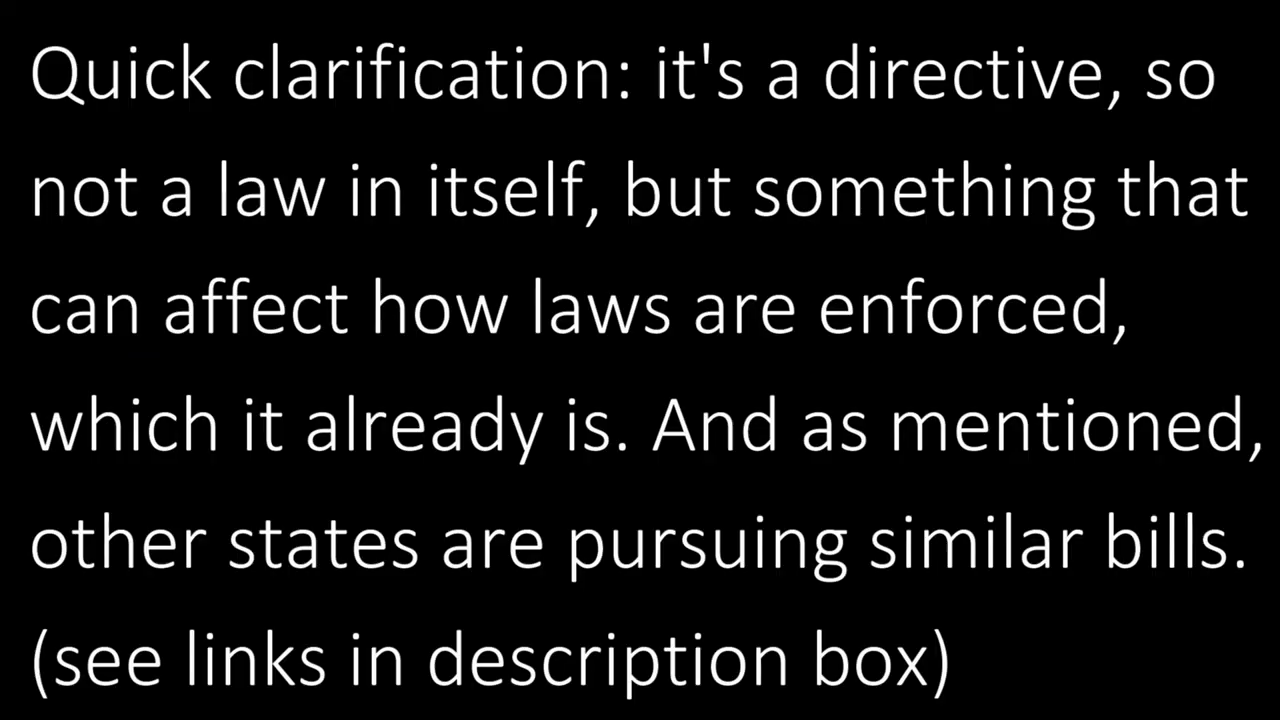 Quick clarification: it's a directive, so
not a law in itself, but something that
can affect how laws are enforced,
which it already is. And as mentioned,
other states are pursuing similar bills.
(see links in description box)